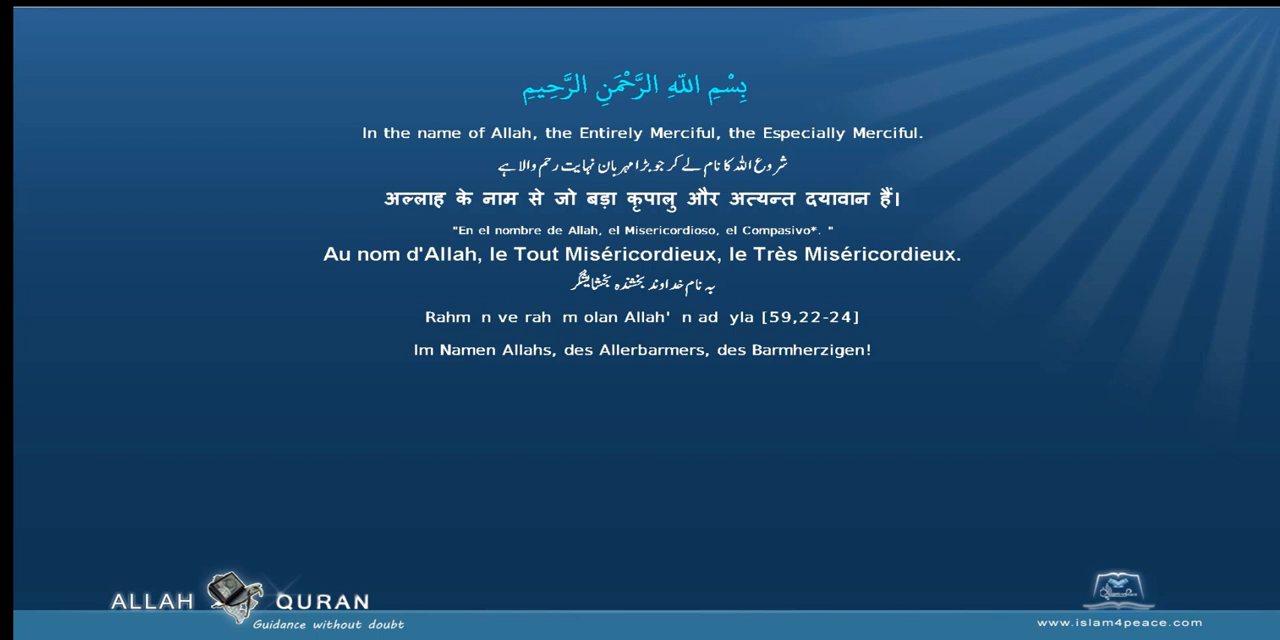 بِسْمِ اللَّهِ الرَّحْمَنِ الرَّحِيمِ
In the name of Allah, the Entirely Merciful, the Especially Merciful.
شروع اللہ کا نام لے کر جو بڑا مہربان نہایت رحم والا ہے
अल्लाह के नाम से जो बड़ा कृपालु और अत्यन्त दयावान हैं।
"En el nombre de Allah, el Misericordioso, el Compasivo*. "
Au nom d'Allah, le Tout Miséricordieux, le Très Miséricordieux.
به نام خداوند بخشنده بخشایشگر
Rahm n ve rah m olan Allah' n ad yla [59,22-24]
Im Namen Allahs, des Allerbarmers, des Barmherzigen!
ALLAH QURAN
Guidance without doubt
www.islam4peace.com